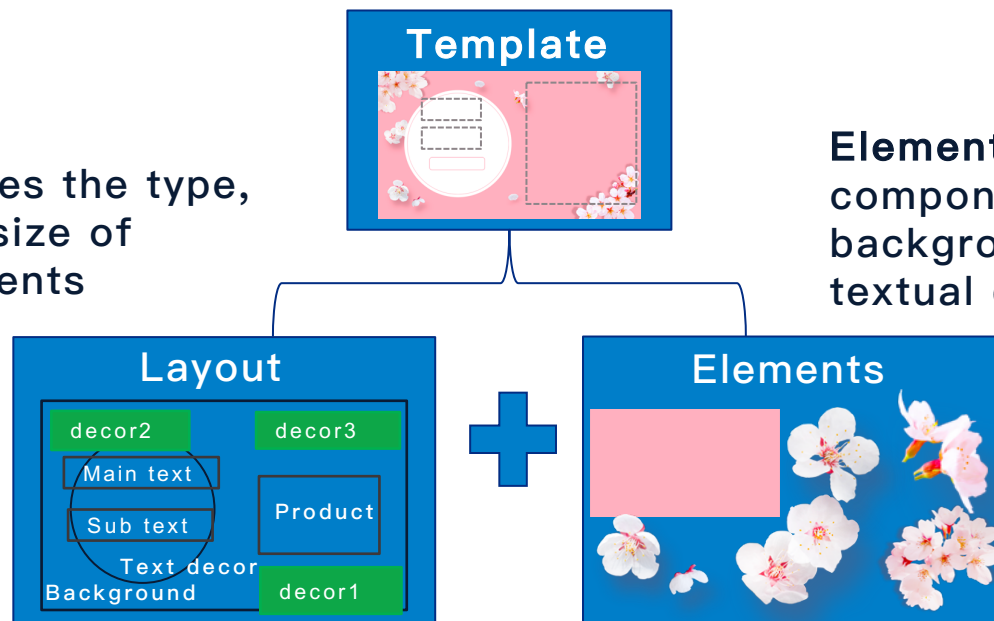 Template
es the type,
size of
ents
Element
compon
backgro
textual
Layout
decor2
decor3
Main text
Sub text
Product
Text decor
Background
decor1
Elements